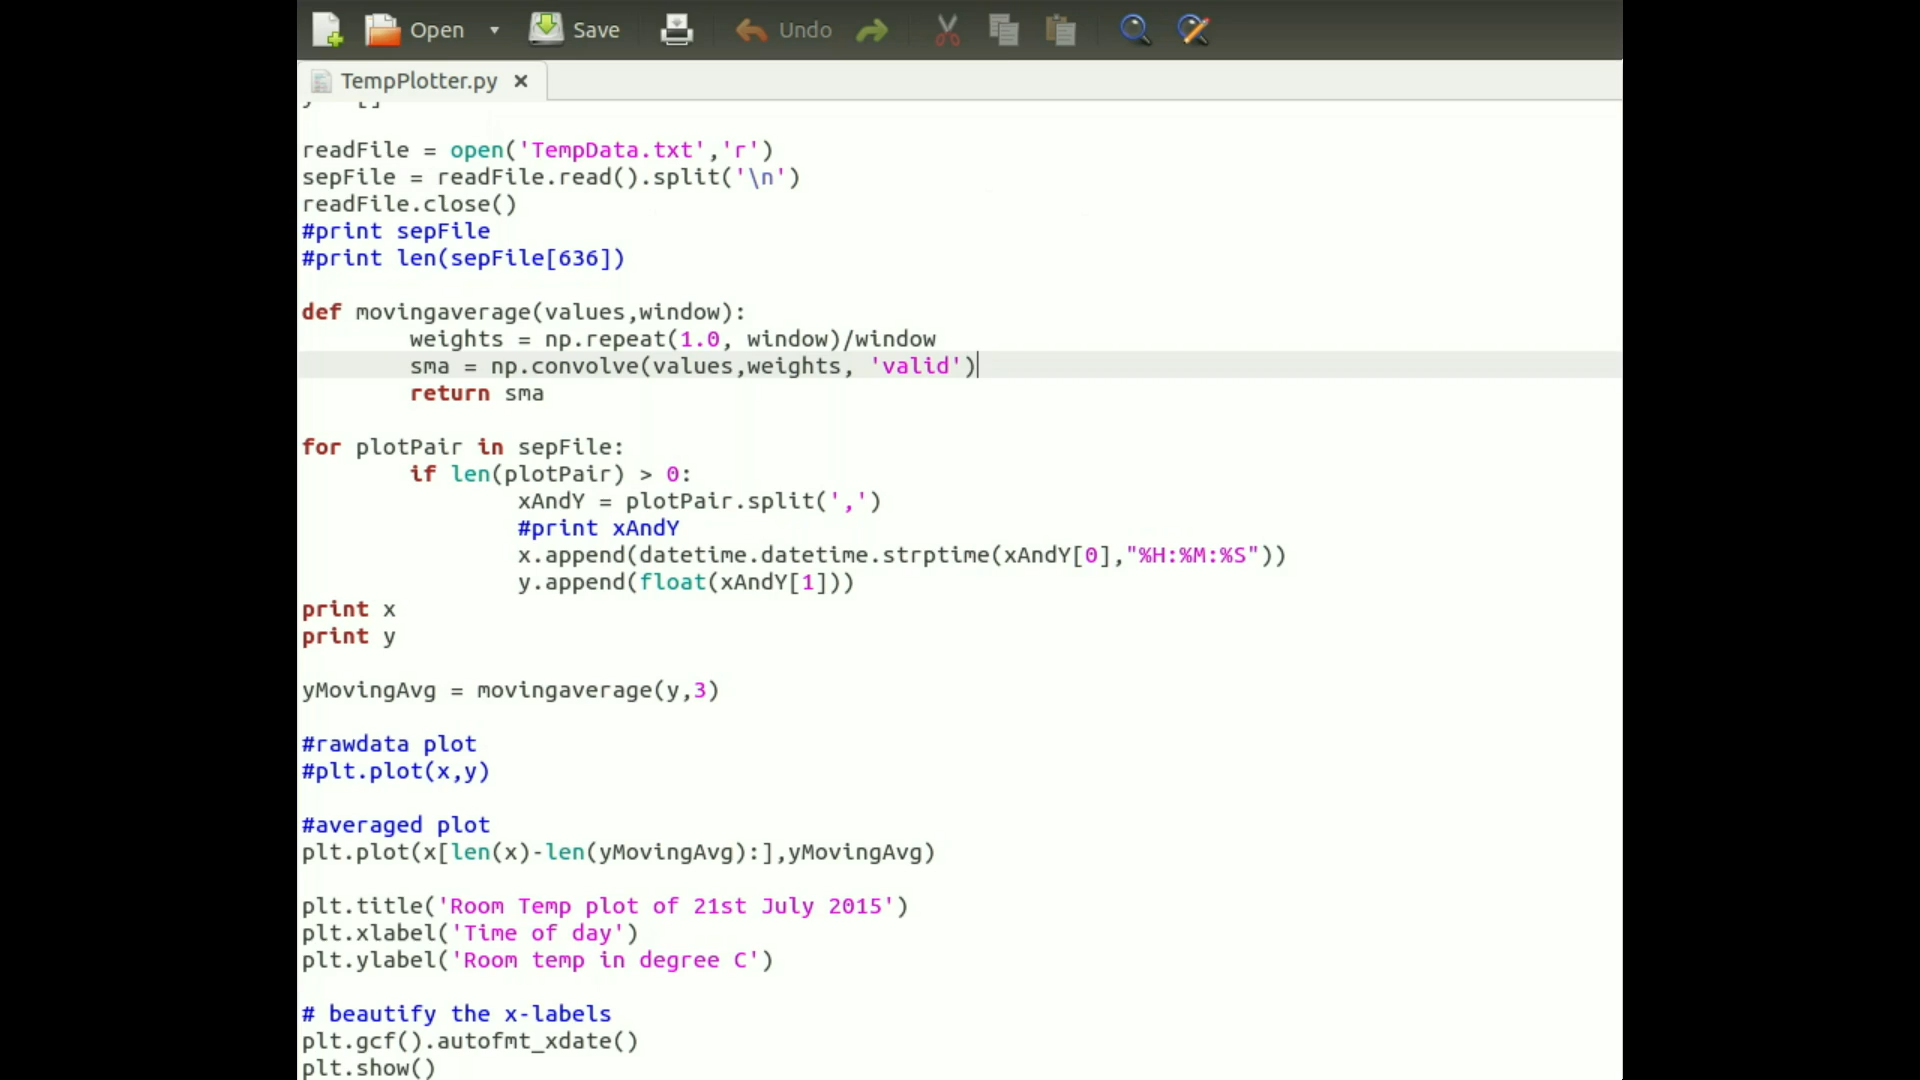 Open Save Undo
TempPlotter.py
readFile = open('TempData.txt','r')
sepFile = readFile.read().split('\n')
readFile.close()
#print sepFile
#print len(sepFile[636])
def movingaverage(values,window):
weights = np.repeat(1.0, window)/window
sma = np.convolve(values,weights, 'valid')
return sma
for plotPair in sepFile:
if len(plotPair) > 0:
xAndY = plotPair.split(',')
#print xAndY
x.append(datetime.datetime.strptime(xAndY[0],"%H:%M:%S"))
y.append(float(xAndY[1]))
print x
print y
yMovingAvg = movingaverage(y,3)
#rawdata plot
#plt.plot(x,y)
#averaged plot
plt.plot(x[len(x)-len(yMovingAvg):],yMovingAvg)
plt.title('Room Temp plot of 21st July 2015')
plt.xlabel('Time of day')
plt.ylabel('Room temp in degree C')
# beautify the x-labels
plt.gcf().autofmt_xdate()
plt.show()